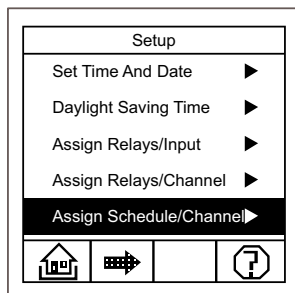 Setup
Set Time And Date
Daylight Saving Time
Assign Relays/Input
Assign Relays/Channel
Assign Schedule/Channel
?